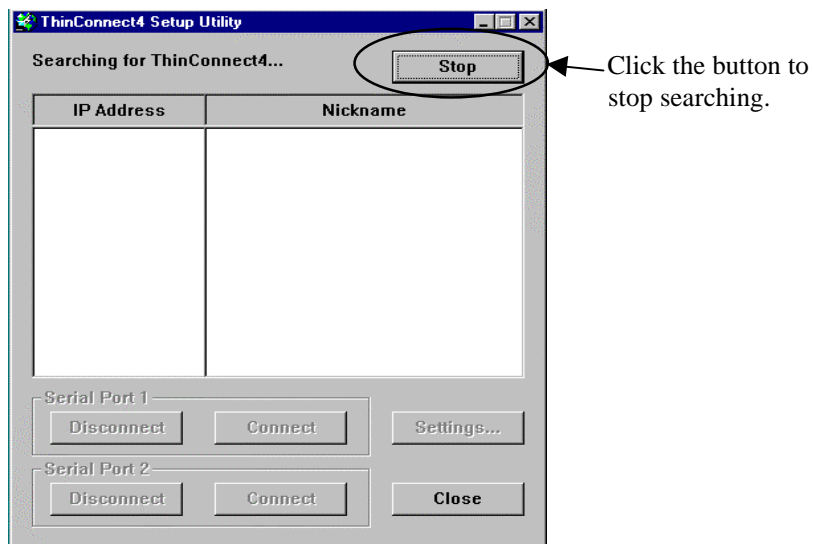 ThinConnect4 Setup Utility
Searching for ThinConnect4...
Stop
Click the button to
stop searching.
IP Address
Nickname
Serial Port 1
Disconnect
Connect
Settings...
Serial Port 2
Disconnect
Connect
Close